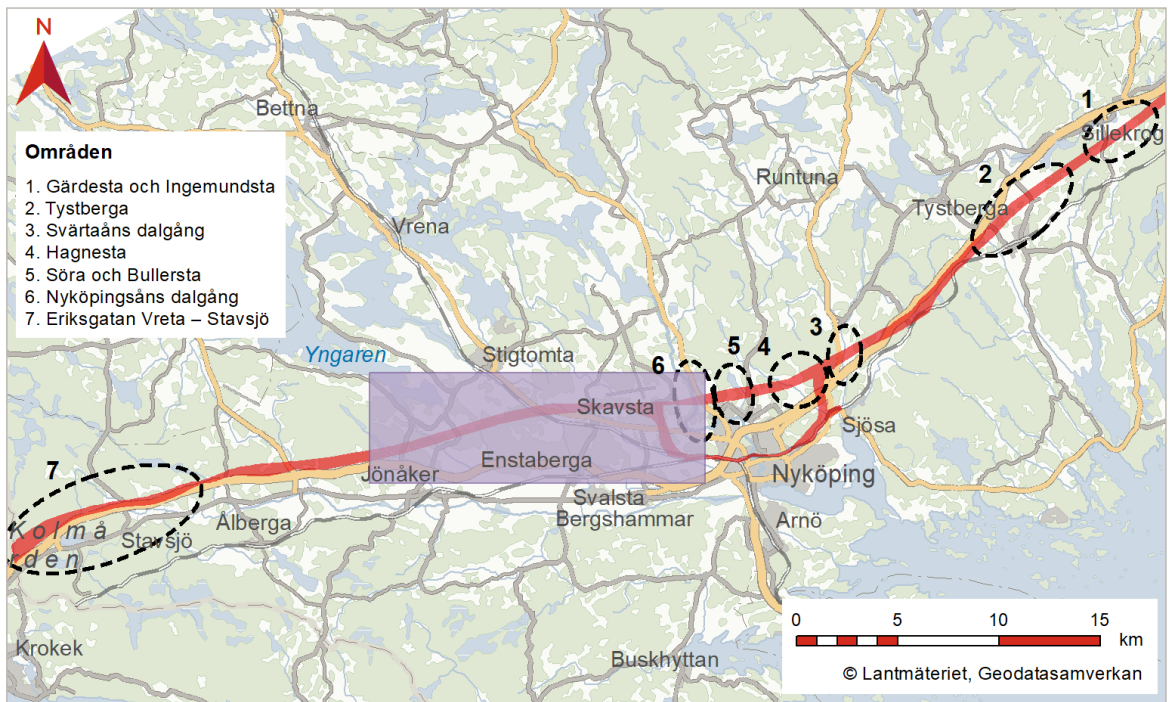 N
Bettna
1
Sillekrog
Områden
1. Gärdesta och Ingemundsta
2. Tystberga
3. Svärtaåns dalgång
4. Hagnesta
5. Söra och Bullersta
6. Nyköpingsåns dalgång
7. Eriksgatan Vreta – Stavsjö
Runtuna
2
Tystberga
Vrena
Yngaren
Stigtomta
6
5
4
3
Skavsta
Sjösa
7
Jönåker
Enstaberga
Nyköping
Svalsta
Bergshammar
Arnö
Kolmå
rden
Stavsjö
Ålberga
Krokek
Buskhyttan
0 5 10 15
km
© Lantmäteriet, Geodatasamverkan